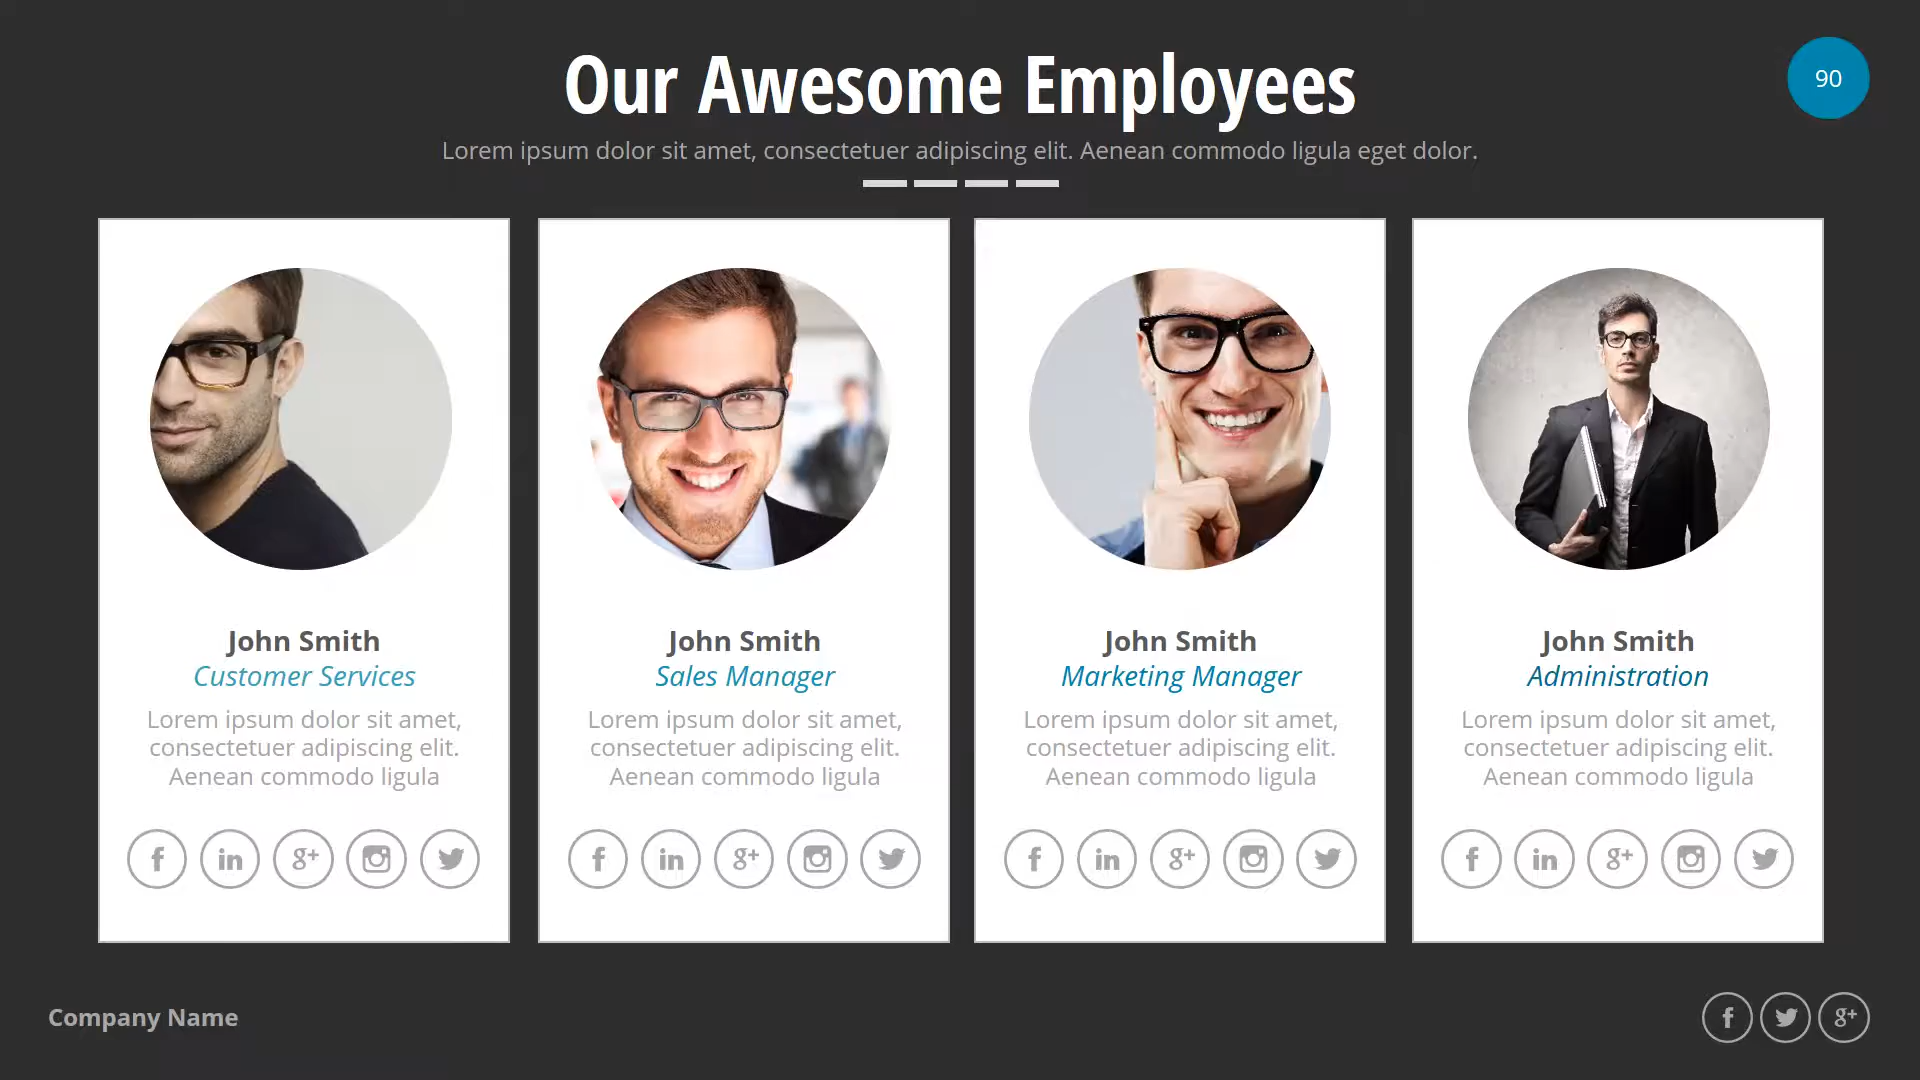 Our Awesome Employees
90
Lorem ipsum dolor sit amet, consectetuer adipiscing elit. Aenean commodo ligula eget dolor.
John Smith
Customer Services
Lorem ipsum dolor sit amet,
consectetuer adipiscing elit.
Aenean commodo ligula
John Smith
Sales Manager
Lorem ipsum dolor sit amet,
consectetuer adipiscing elit.
Aenean commodo ligula
John Smith
Marketing Manager
Lorem ipsum dolor sit amet,
consectetuer adipiscing elit.
Aenean commodo ligula
John Smith
Administration
Lorem ipsum dolor sit amet,
consectetuer adipiscing elit.
Aenean commodo ligula
Company Name